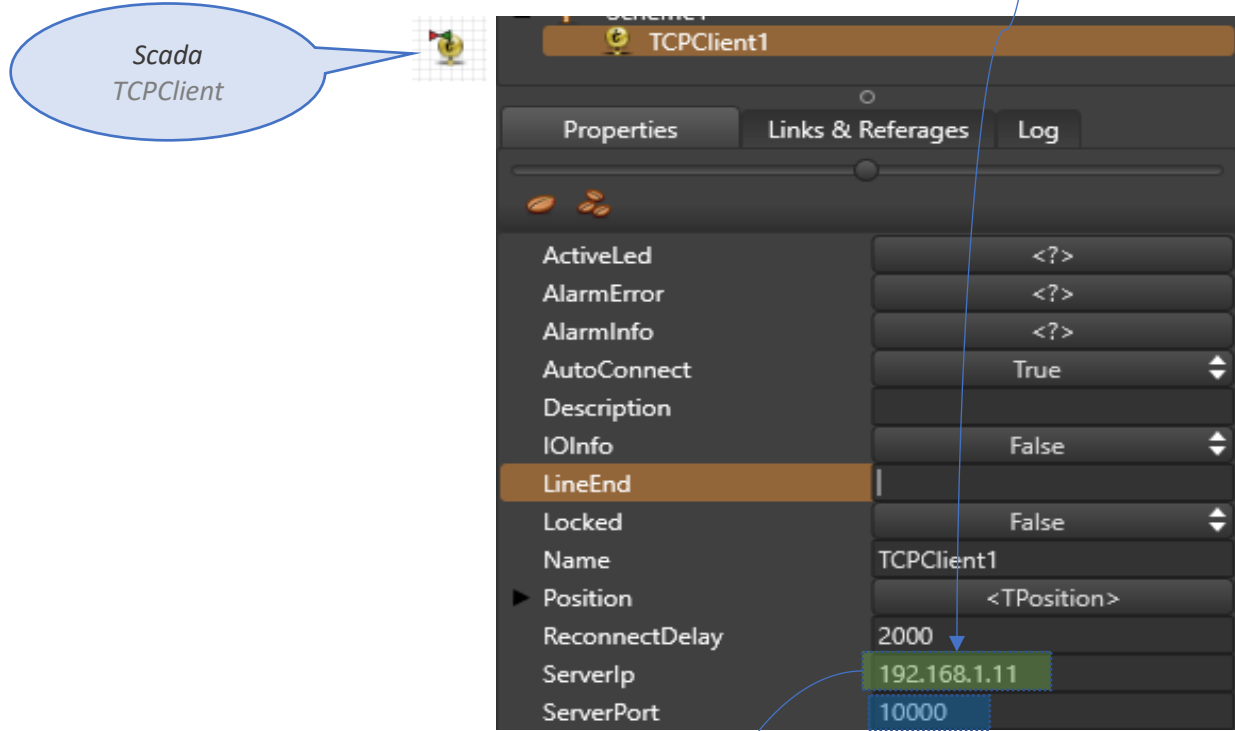 Scada
TCPClient
Scheme1
TCPClient1
Properties Links & Referages Log
ActiveLed <?>
AlarmError <?>
AlarmInfo <?>
AutoConnect True
Description
IOInfo False
LineEnd
Locked False
Name TCPClient1
Position <TPosition>
ReconnectDelay 2000
ServerIp 192.168.1.11
ServerPort 10000